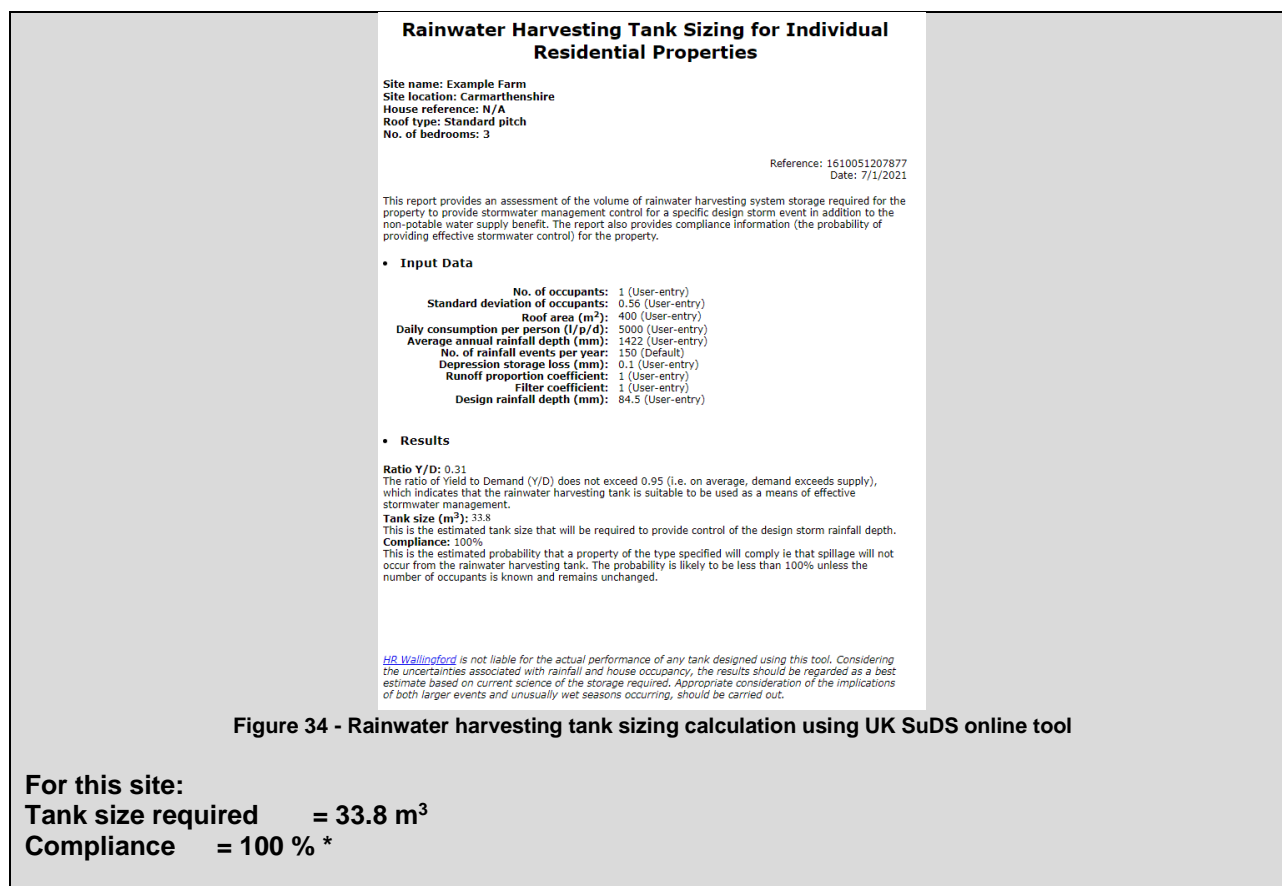 Rainwater Harvesting Tank Sizing for Individual
Residential Properties
Site name: Example Farm
Site location: Carmarthenshire
House reference: N/A
Roof type: Standard pitch
No. of bedrooms: 3
Reference: 1610051207877
Date: 7/1/2021
This report provides an assessment of the volume of rainwater harvesting system storage required for the
property to provide stormwater management control for a specific design storm event in addition to the
non-potable water supply benefit. The report also provides compliance information (the probability of
providing effective stormwater control) for the property.
• Input Data
No. of occupants: 1 (User-entry)
Standard deviation of occupants: 0.56 (User-entry)
Roof area (m²): 400 (User-entry)
Daily consumption per person (l/p/d): 5000 (User-entry)
Average annual rainfall depth (mm): 1422 (User-entry)
No. of rainfall events per year: 150 (Default)
Depression storage loss (mm): 0.1 (User-entry)
Runoff proportion coefficient: 1 (User-entry)
Filter coefficient: 1 (User-entry)
Design rainfall depth (mm): 84.5 (User-entry)
• Results
Ratio Y/D: 0.31
The ratio of Yield to Demand (Y/D) does not exceed 0.95 (i.e. on average, demand exceeds supply),
which indicates that the rainwater harvesting tank is suitable to be used as a means of effective
stormwater management.
Tank size (m³): 33.8
This is the estimated tank size that will be required to provide control of the design storm rainfall depth.
Compliance: 100%
This is the estimated probability that a property of the type specified will comply ie that spillage will not
occur from the rainwater harvesting tank. The probability is likely to be less than 100% unless the
number of occupants is known and remains unchanged.
HR Wallingford is not liable for the actual performance of any tank designed using this tool. Considering
the uncertainties associated with rainfall and house occupancy, the results should be regarded as a best
estimate based on current science of the storage required. Appropriate consideration of the implications
of both larger events and unusually wet seasons occurring, should be carried out.
Figure 34 - Rainwater harvesting tank sizing calculation using UK SuDS online tool
For this site:
Tank size required = 33.8 m³
Compliance = 100 % *